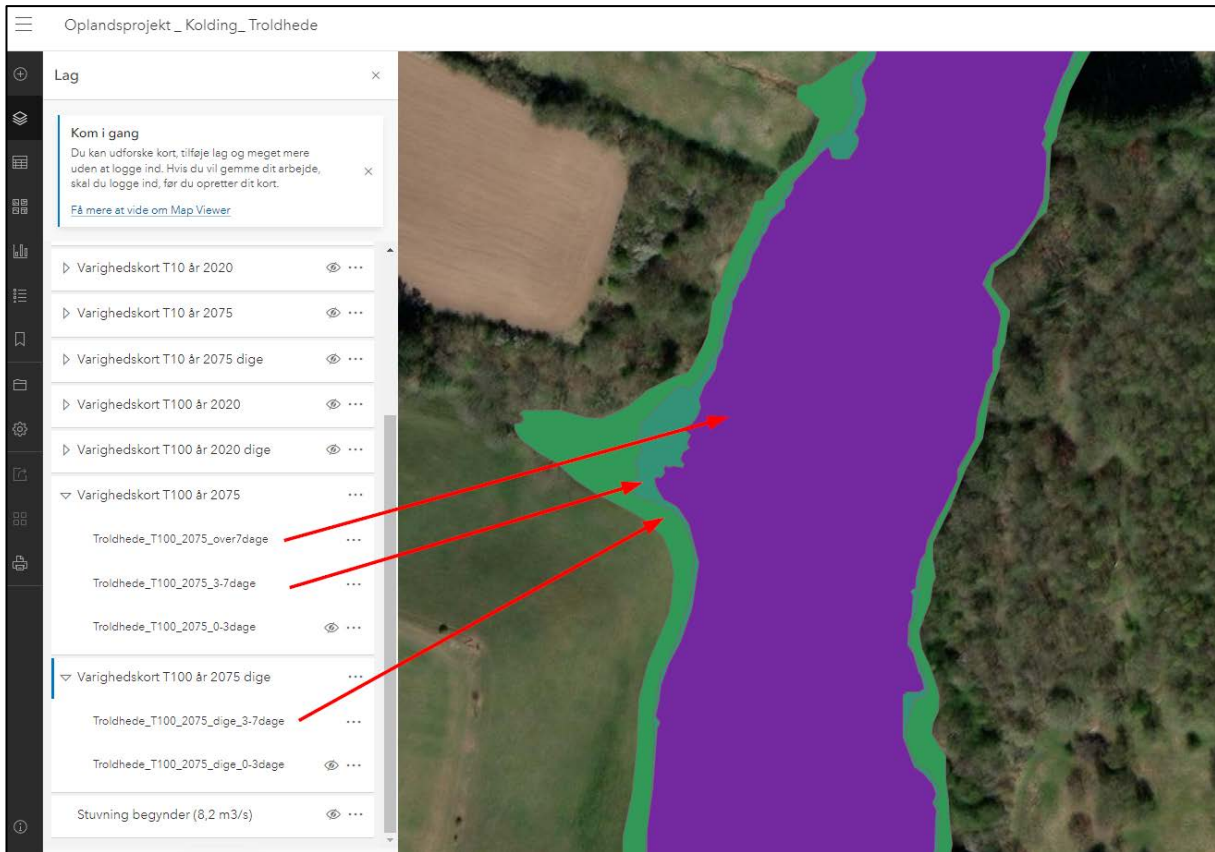 Oplandsprojekt _ Kolding_ Troldhede
Lag
Kom i gang
Du kan udforske kort, tilføje lag og meget mere
uden at logge ind. Hvis du vil gemme dit arbejde,
skal du logge ind, før du opretter dit kort.
Få mere at vide om Map Viewer
Varighedskort T10 år 2020
Varighedskort T10 år 2075
Varighedskort T10 år 2075 dige
Varighedskort T100 år 2020
Varighedskort T100 år 2020 dige
Varighedskort T100 år 2075
Troldhede_T100_2075_over7dage
Troldhede_T100_2075_3-7dage
Troldhede_T100_2075_0-3dage
Varighedskort T100 år 2075 dige
Troldhede_T100_2075_dige_3-7dage
Troldhede_T100_2075_dige_0-3dage
Stuvning begynder (8,2 m3/s)